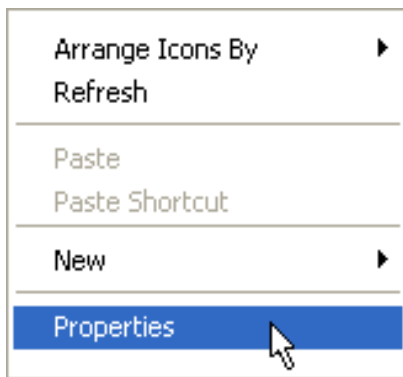 Arrange Icons By
Refresh
Paste
Paste Shortcut
New
Properties